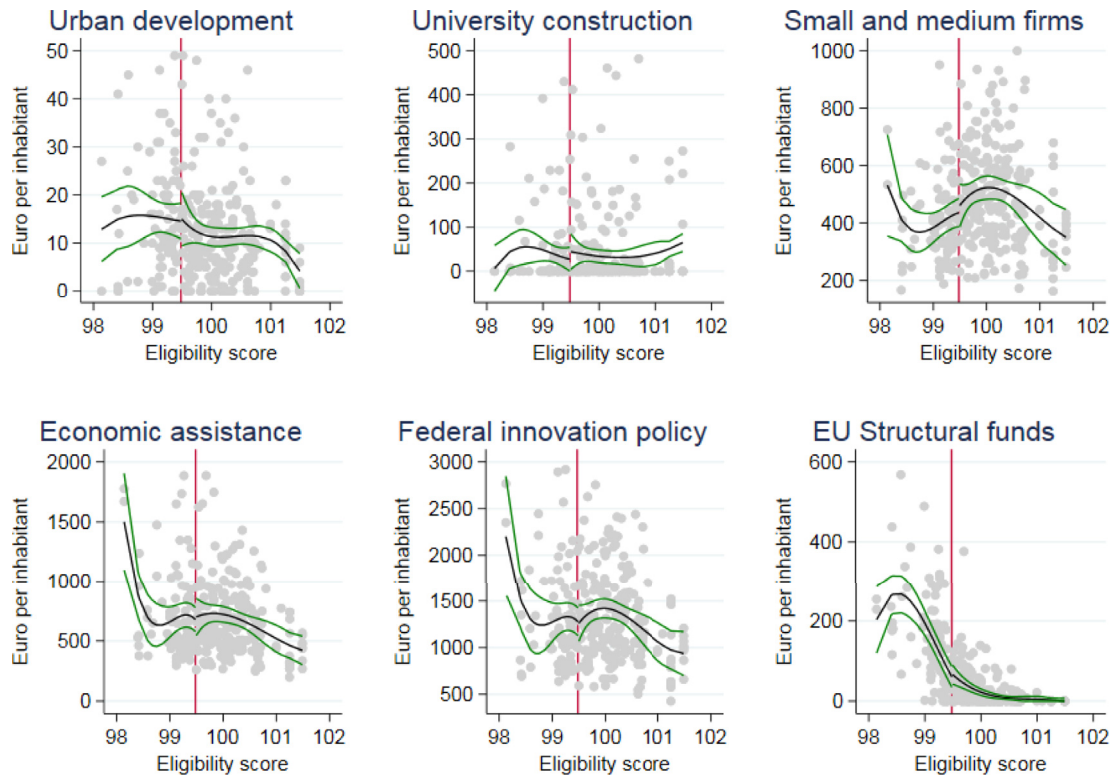 Urban development
Euro per inhabitant
50
40
30
20
10
0
98 99 100 101 102
Eligibility score
University construction
Euro per inhabitant
500
400
300
200
100
0
98 99 100 101 102
Eligibility score
Small and medium firms
Euro per inhabitant
1000
800
600
400
200
98 99 100 101 102
Eligibility score
Economic assistance
Euro per inhabitant
2000
1500
1000
500
0
98 99 100 101 102
Eligibility score
Federal innovation policy
Euro per inhabitant
3000
2500
2000
1500
1000
500
98 99 100 101 102
Eligibility score
EU Structural funds
Euro per inhabitant
600
400
200
0
98 99 100 101 102
Eligibility score